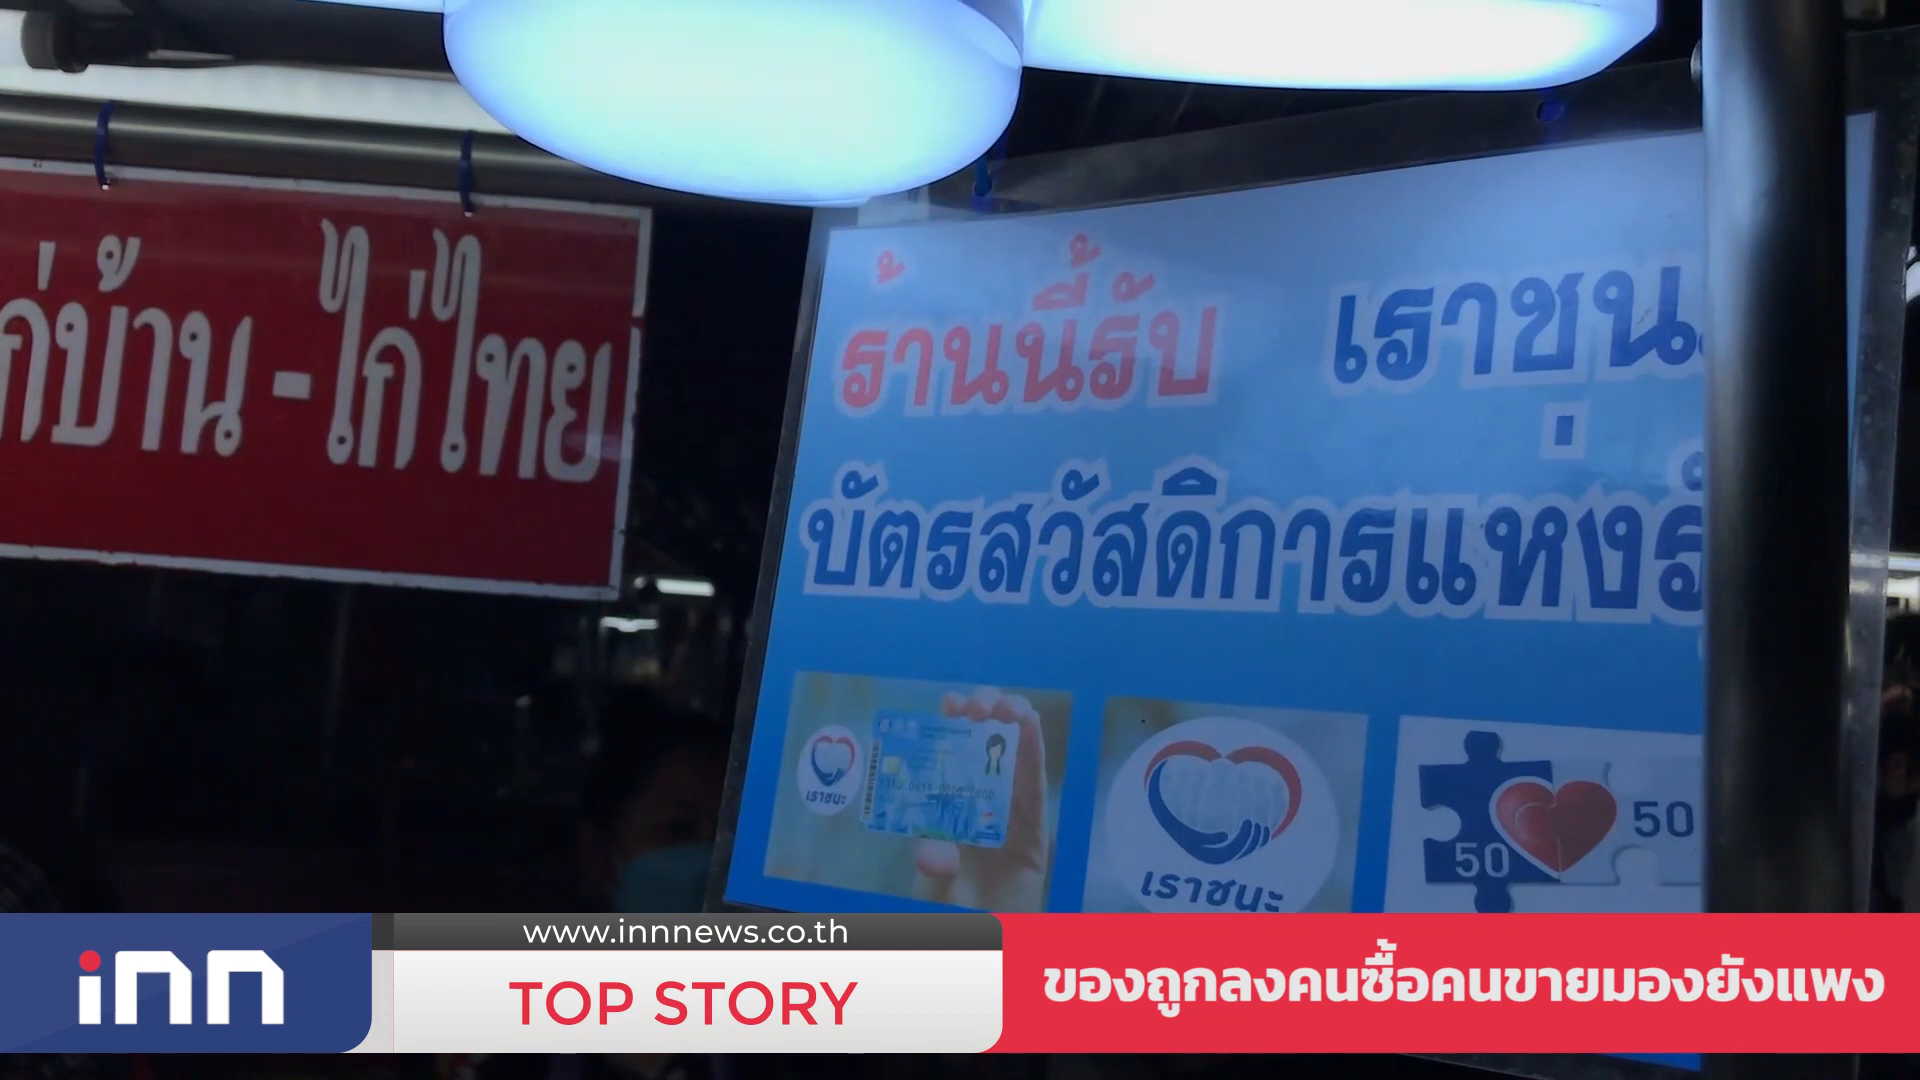 ก่บ้าน - ไก่ไทย
ร้านนี้รับ เราชน
บัตรสวัสดิการแห่งรั
เราชนะ
เราชนะ
50
50
inn
www.innnews.co.th
TOP STORY
ของถูกลงคนซื้อคนขายมองยังแพง